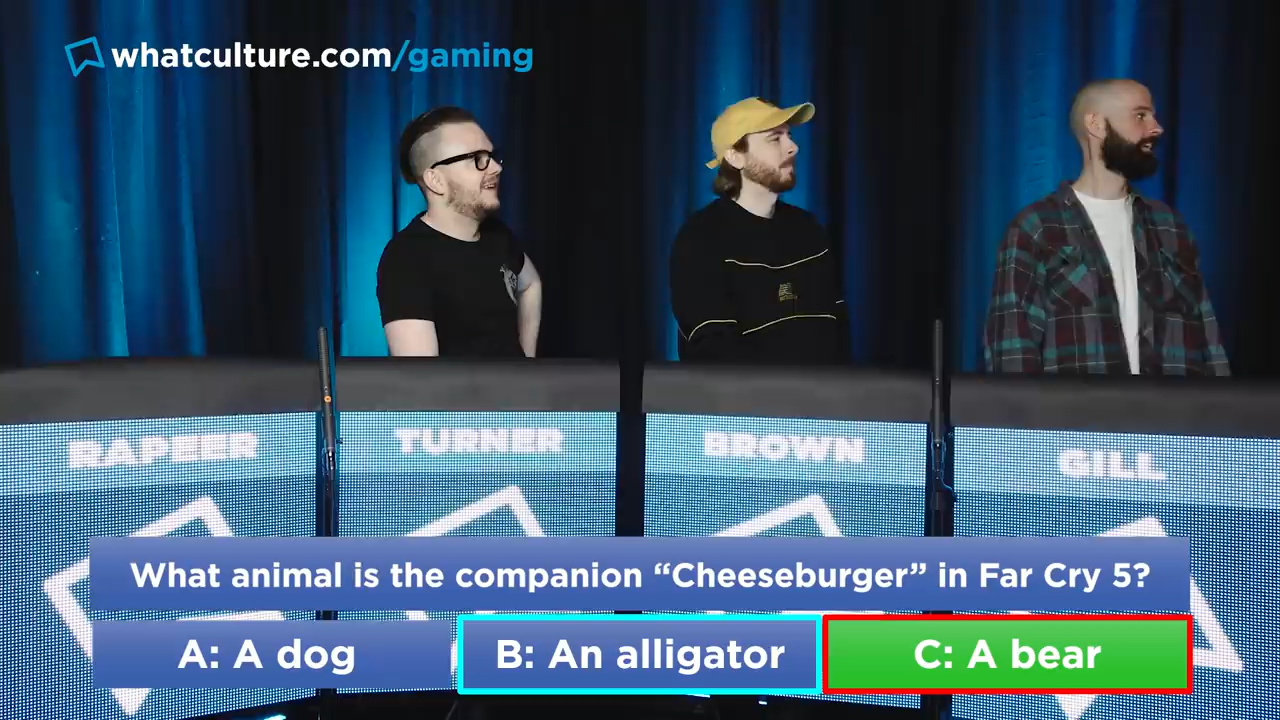 whatculture.com/gaming
RAPEER TURNER BROWN GILL
What animal is the companion “Cheeseburger” in Far Cry 5?
A: A dog B: An alligator C: A bear